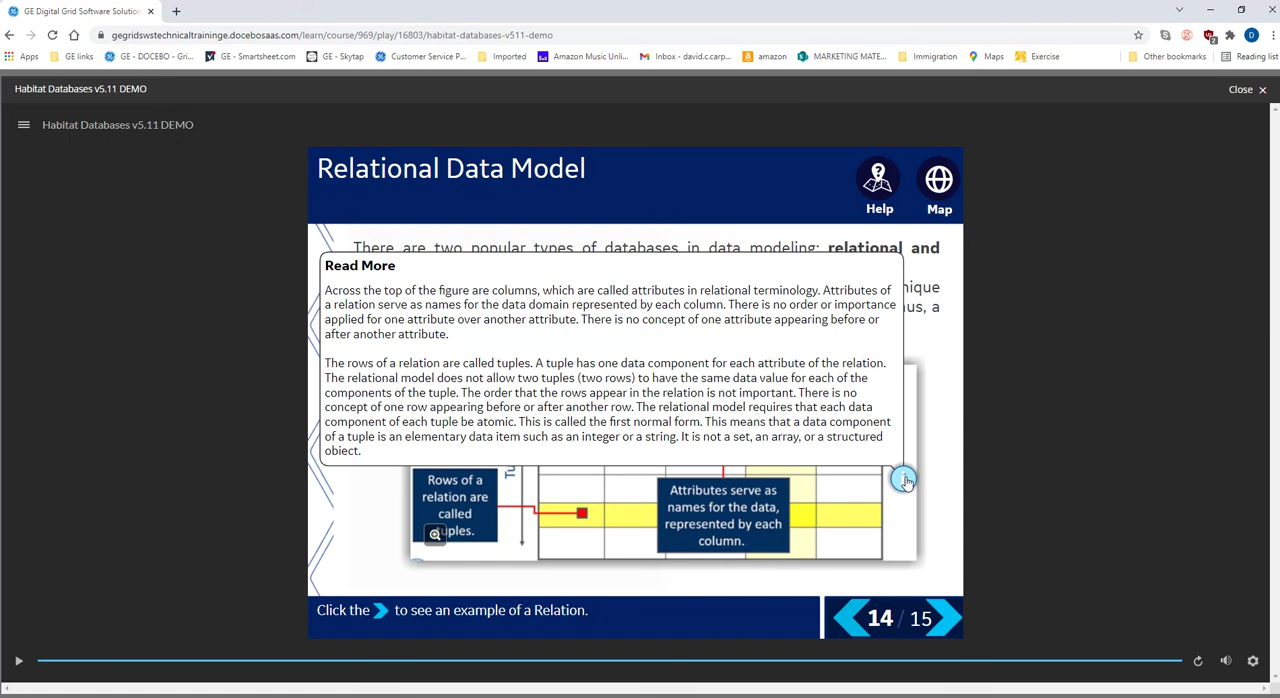 GE Digital Grid Software Solution
gegridswstechnicaltraininge.docebosaas.com/learn/course/969/play/16803/habitat-databases-v511-demo
Apps GE links GE - DOCEBO - Gri... GE - Smartsheet.com GE - Skytap Customer Service P... Imported Amazon Music Unli... Inbox - david.c.carp... amazon MARKETING MATE... Immigration Maps Exercise Other bookmarks Reading list
Habitat Databases v5.11 DEMO Close
Habitat Databases v5.11 DEMO
Relational Data Model
Help Map
There are two popular types of databases in data modeling: relational and
Read More
Across the top of the figure are columns, which are called attributes in relational terminology. Attributes of
a relation serve as names for the data domain represented by each column. There is no order or importance
applied for one attribute over another attribute. There is no concept of one attribute appearing before or
after another attribute.
The rows of a relation are called tuples. A tuple has one data component for each attribute of the relation.
The relational model does not allow two tuples (two rows) to have the same data value for each of the
components of the tuple. The order that the rows appear in the relation is not important. There is no
concept of one row appearing before or after another row. The relational model requires that each data
component of each tuple be atomic. This is called the first normal form. This means that a data component
of a tuple is an elementary data item such as an integer or a string. It is not a set, an array, or a structured
object.
nique
us, a
Rows of a
relation are
called
tuples.
Tu
Attributes serve as
names for the data,
represented by each
column.
Click the to see an example of a Relation.
14 / 15